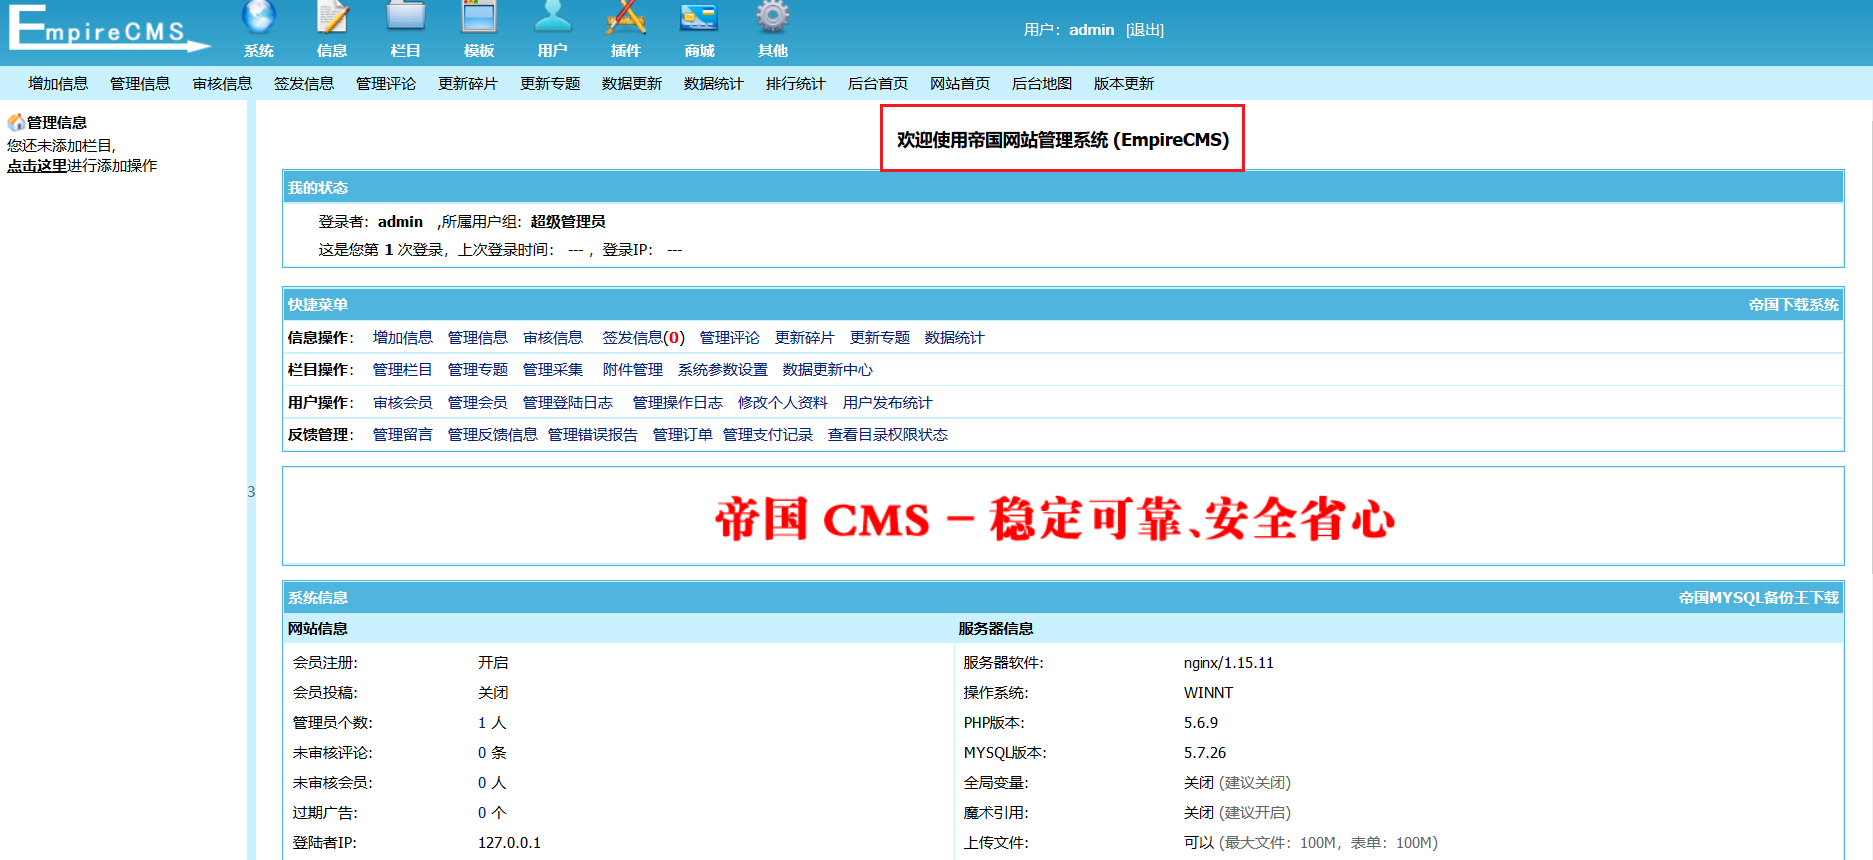 EmpireCMS
系统 信息 栏目 模板 用户 插件 商城 其他
用户：admin [退出]
增加信息 管理信息 审核信息 签发信息 管理评论 更新碎片 更新专题 数据更新 数据统计 排行统计 后台首页 网站首页 后台地图 版本更新
管理信息
您还未添加栏目,
点击这里进行添加操作
3
欢迎使用帝国网站管理系统 (EmpireCMS)
我的状态
登录者: admin ,所属用户组: 超级管理员
这是您第 1 次登录，上次登录时间： --- ，登录IP： ---
快捷菜单 帝国下载系统
信息操作： 增加信息 管理信息 审核信息 签发信息(0) 管理评论 更新碎片 更新专题 数据统计
栏目操作： 管理栏目 管理专题 管理采集 附件管理 系统参数设置 数据更新中心
用户操作： 审核会员 管理会员 管理登陆日志 管理操作日志 修改个人资料 用户发布统计
反馈管理： 管理留言 管理反馈信息 管理错误报告 管理订单 管理支付记录 查看目录权限状态
帝国 CMS – 稳定可靠、安全省心
系统信息 帝国MYSQL备份王下载
网站信息 服务器信息
会员注册: 开启 服务器软件: nginx/1.15.11
会员投稿: 关闭 操作系统: WINNT
管理员个数: 1 人 PHP版本: 5.6.9
未审核评论: 0 条 MYSQL版本: 5.7.26
未审核会员: 0 人 全局变量: 关闭 (建议关闭)
过期广告: 0 个 魔术引用: 关闭 (建议开启)
登陆者IP: 127.0.0.1 上传文件: 可以 (最大文件：100M，表单：100M)